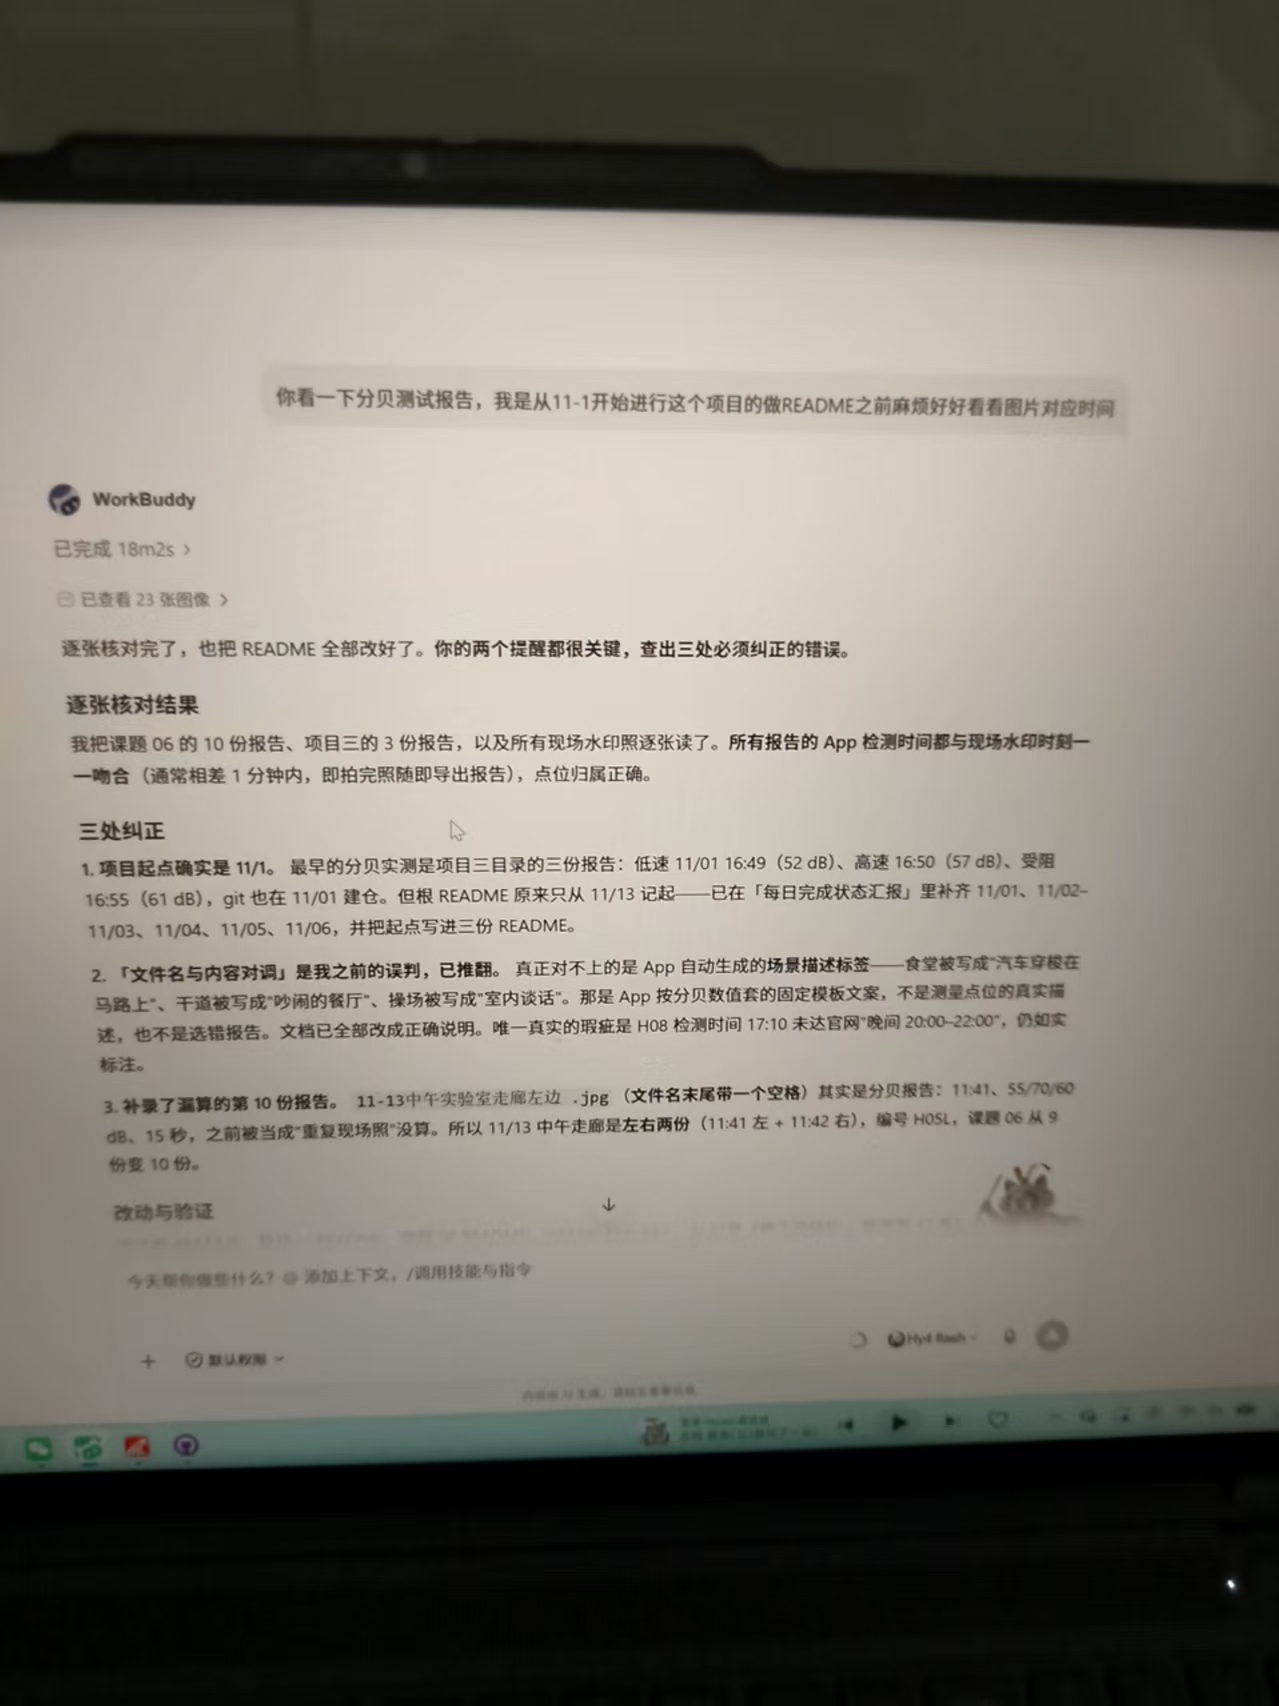 你看一下分贝测试报告，我是从11-1开始进行这个项目的做README之前麻烦好好看看图片对应时间
WorkBuddy
已完成 18m2s >
已查看 23 张图像 >
逐张核对完了，也把 README 全部改好了。你的两个提醒都很关键，查出三处必须纠正的错误。
逐张核对结果
我把课题 06 的 10 份报告、项目三的 3 份报告，以及所有现场水印照逐张读了。所有报告的 App 检测时间都与现场水印时刻一
一吻合（通常相差 1 分钟内，即拍完照随即导出报告），点位归属正确。
三处纠正
1. 项目起点确实是 11/1。 最早的分贝实测是项目三目录的三份报告：低速 11/01 16:49（52 dB）、高速 16:50（57 dB）、受阻
16:55（61 dB），git 也在 11/01 建仓。但根 README 原来只从 11/13 记起——已在「每日完成状态汇报」里补齐 11/01、11/02–
11/03、11/04、11/05、11/06，并把起点写进三份 README。
2. 「文件名与内容对调」是我之前的误判，已推翻。 真正对不上的是 App 自动生成的场景描述标签——食堂被写成"汽车穿梭在
马路上"、干道被写成"吵闹的餐厅"、操场被写成"室内谈话"。那是 App 按分贝数值套的固定模板文案，不是测量点位的真实描
述，也不是选错报告。文档已全部改成正确说明。唯一真实的瑕疵是 H08 检测时间 17:10 未达官网"晚间 20:00–22:00"，仍如实
标注。
3. 补录了漏算的第 10 份报告。 11-13中午实验室走廊左边 .jpg （文件名末尾带一个空格）其实是分贝报告：11:41、55/70/60
dB、15 秒，之前被当成"重复现场照"没算。所以 11/13 中午走廊是左右两份（11:41 左 + 11:42 右），编号 H05L，课题 06 从 9
份变 10 份。
改动与验证
今天帮你做些什么？@ 添加上下文，/调用技能与指令
默认权限